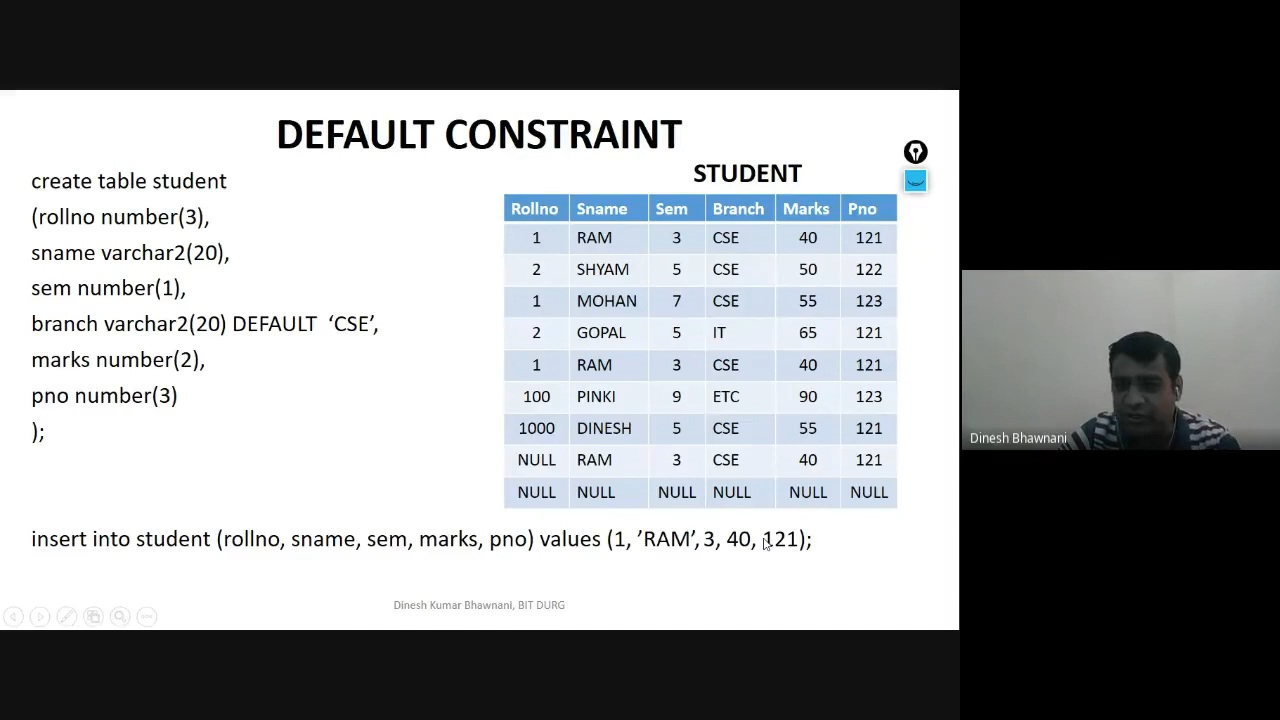 DEFAULT CONSTRAINT
create table student
(rollno number(3),
sname varchar2(20),
sem number(1),
branch varchar2(20) DEFAULT ‘CSE’,
marks number(2),
pno number(3)
);
STUDENT
Rollno Sname Sem Branch Marks Pno
1 RAM 3 CSE 40 121
2 SHYAM 5 CSE 50 122
1 MOHAN 7 CSE 55 123
2 GOPAL 5 IT 65 121
1 RAM 3 CSE 40 121
100 PINKI 9 ETC 90 123
1000 DINESH 5 CSE 55 121
NULL RAM 3 CSE 40 121
NULL NULL NULL NULL NULL NULL
insert into student (rollno, sname, sem, marks, pno) values (1, ’RAM’, 3, 40, 121);
Dinesh Kumar Bhawnani, BIT DURG
Dinesh Bhawnani